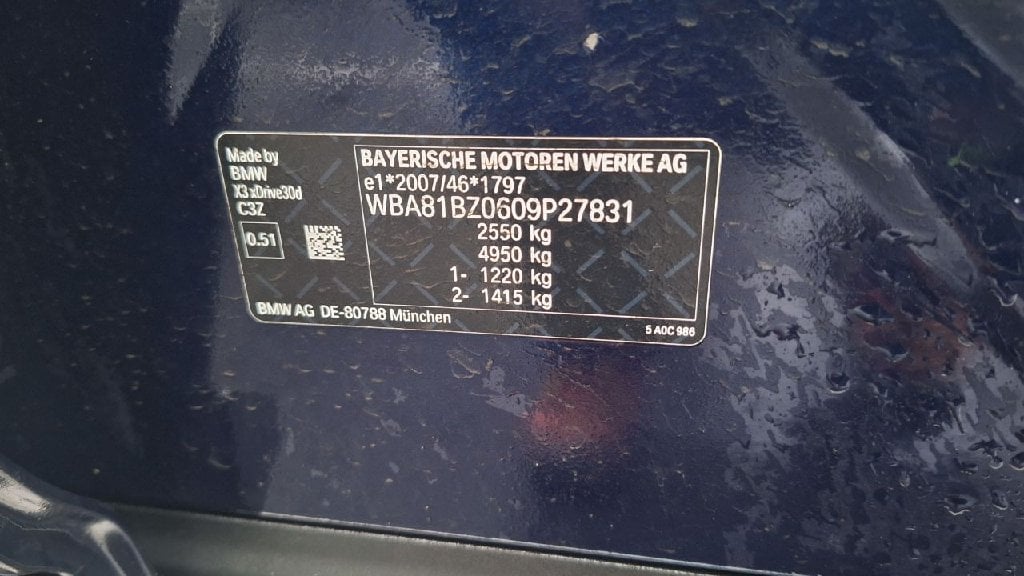 Made by
BMW
X3 xDrive30d
C3Z
0.51
BAYERISCHE MOTOREN WERKE AG
e1*2007/46*1797
WBA81BZ0609P27831
2550 kg
4950 kg
1- 1220 kg
2- 1415 kg
BMW AG DE-80788 München
5 A0C 986